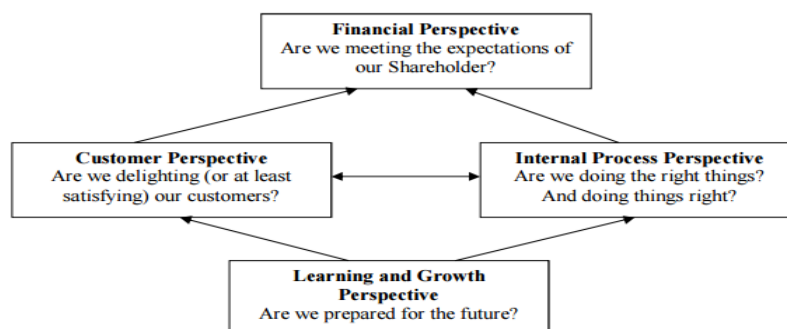 Financial Perspective
Are we meeting the expectations of
our Shareholder?
Customer Perspective
Are we delighting (or at least
satisfying) our customers?
Internal Process Perspective
Are we doing the right things?
And doing things right?
Learning and Growth
Perspective
Are we prepared for the future?